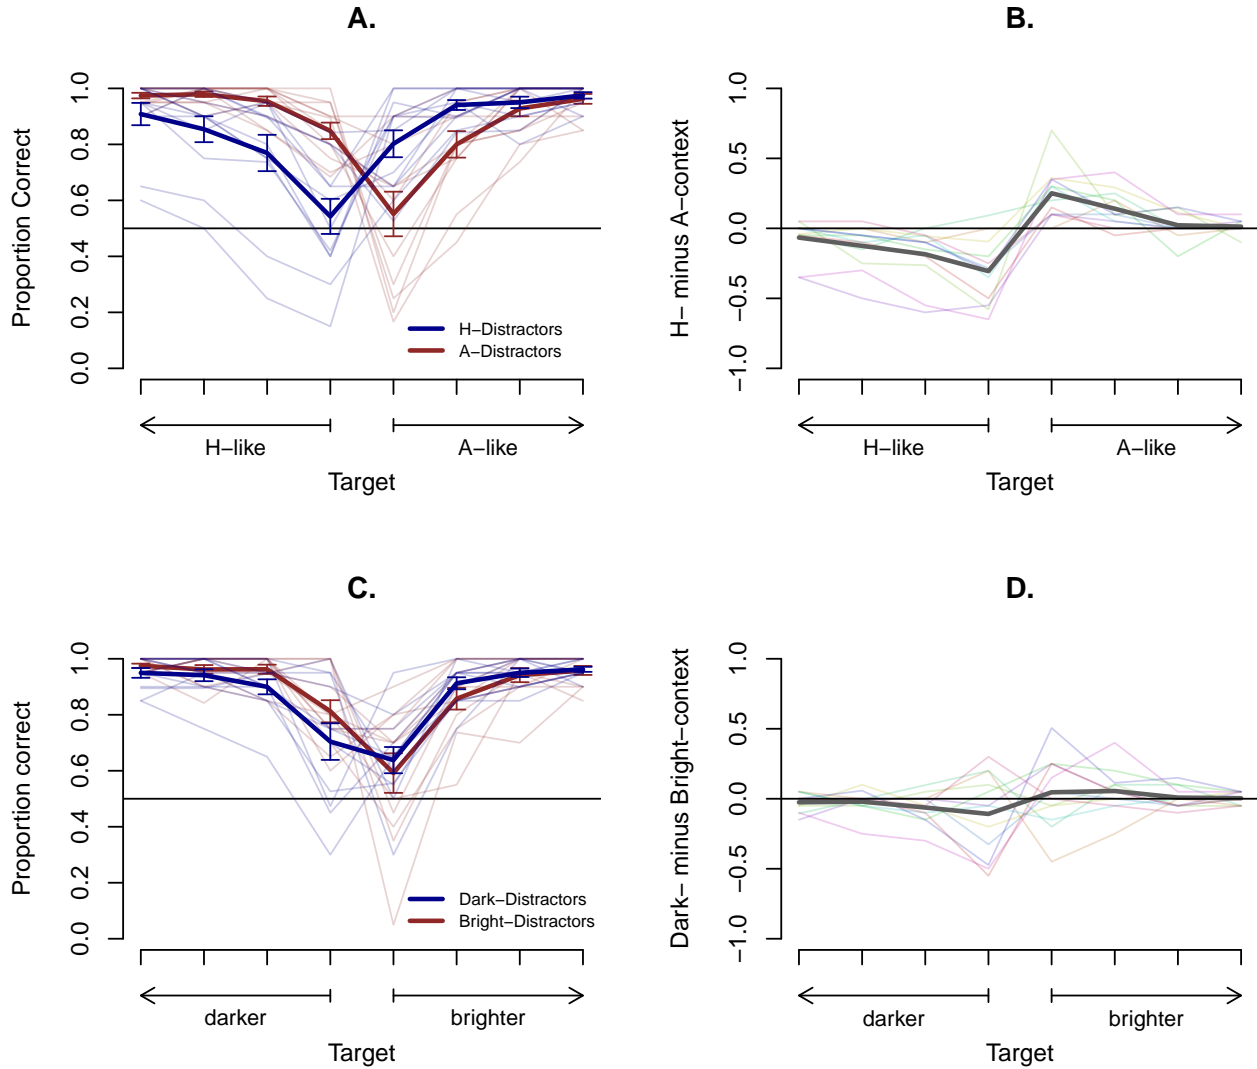 A.
Proportion Correct
1.0
0.8
0.6
0.4
0.2
0.0
H-Distractors
A-Distractors
H-like
A-like
Target
B.
H- minus A-context
1.0
0.5
0.0
-0.5
-1.0
H-like
A-like
Target
C.
Proportion correct
1.0
0.8
0.6
0.4
0.2
0.0
Dark-Distractors
Bright-Distractors
darker
brighter
Target
D.
Dark- minus Bright-context
1.0
0.5
0.0
-0.5
-1.0
darker
brighter
Target